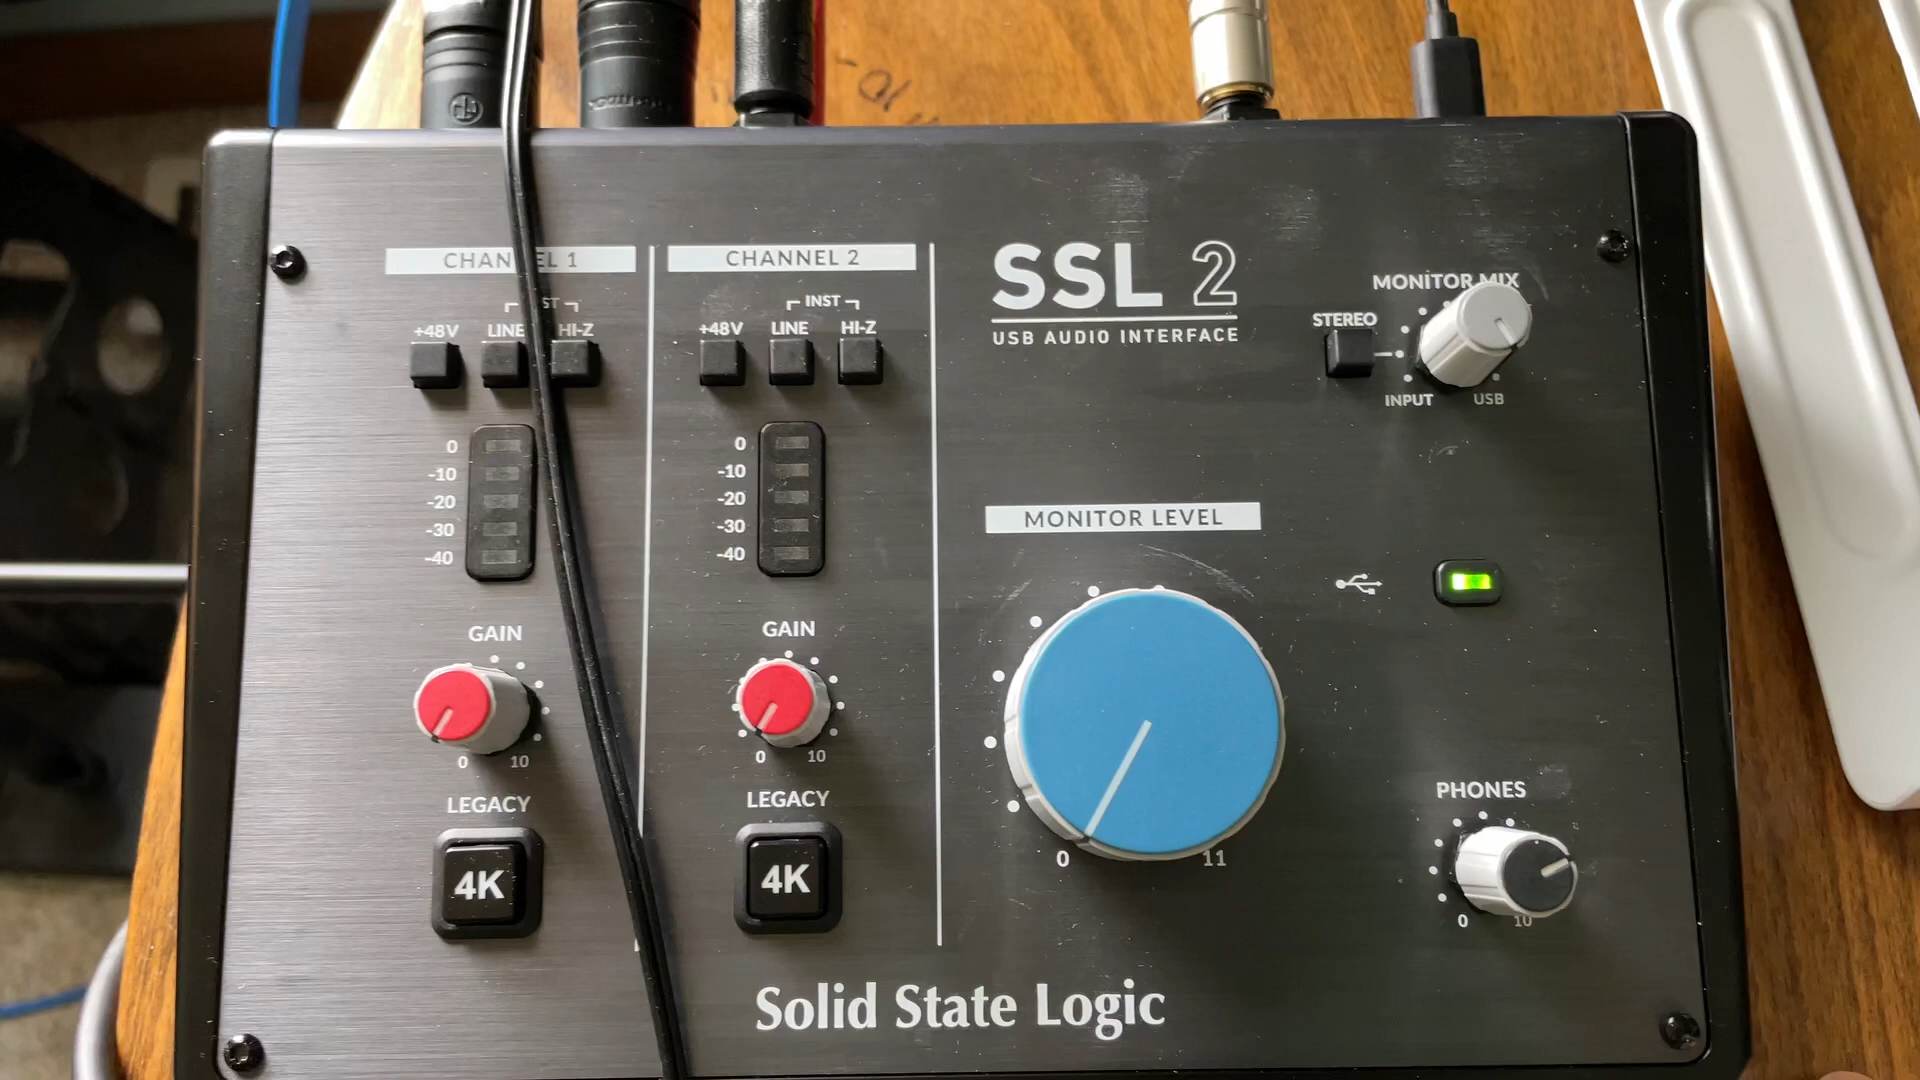 CHANNEL 1
INST
+48V LINE HI-Z
0
-10
-20
-30
-40
GAIN
0 10
LEGACY
4K
CHANNEL 2
INST
+48V LINE HI-Z
0
-10
-20
-30
-40
GAIN
0 10
LEGACY
4K
SSL 2
USB AUDIO INTERFACE
MONITOR MIX
STEREO
INPUT USB
MONITOR LEVEL
0 11
PHONES
0 10
Solid State Logic